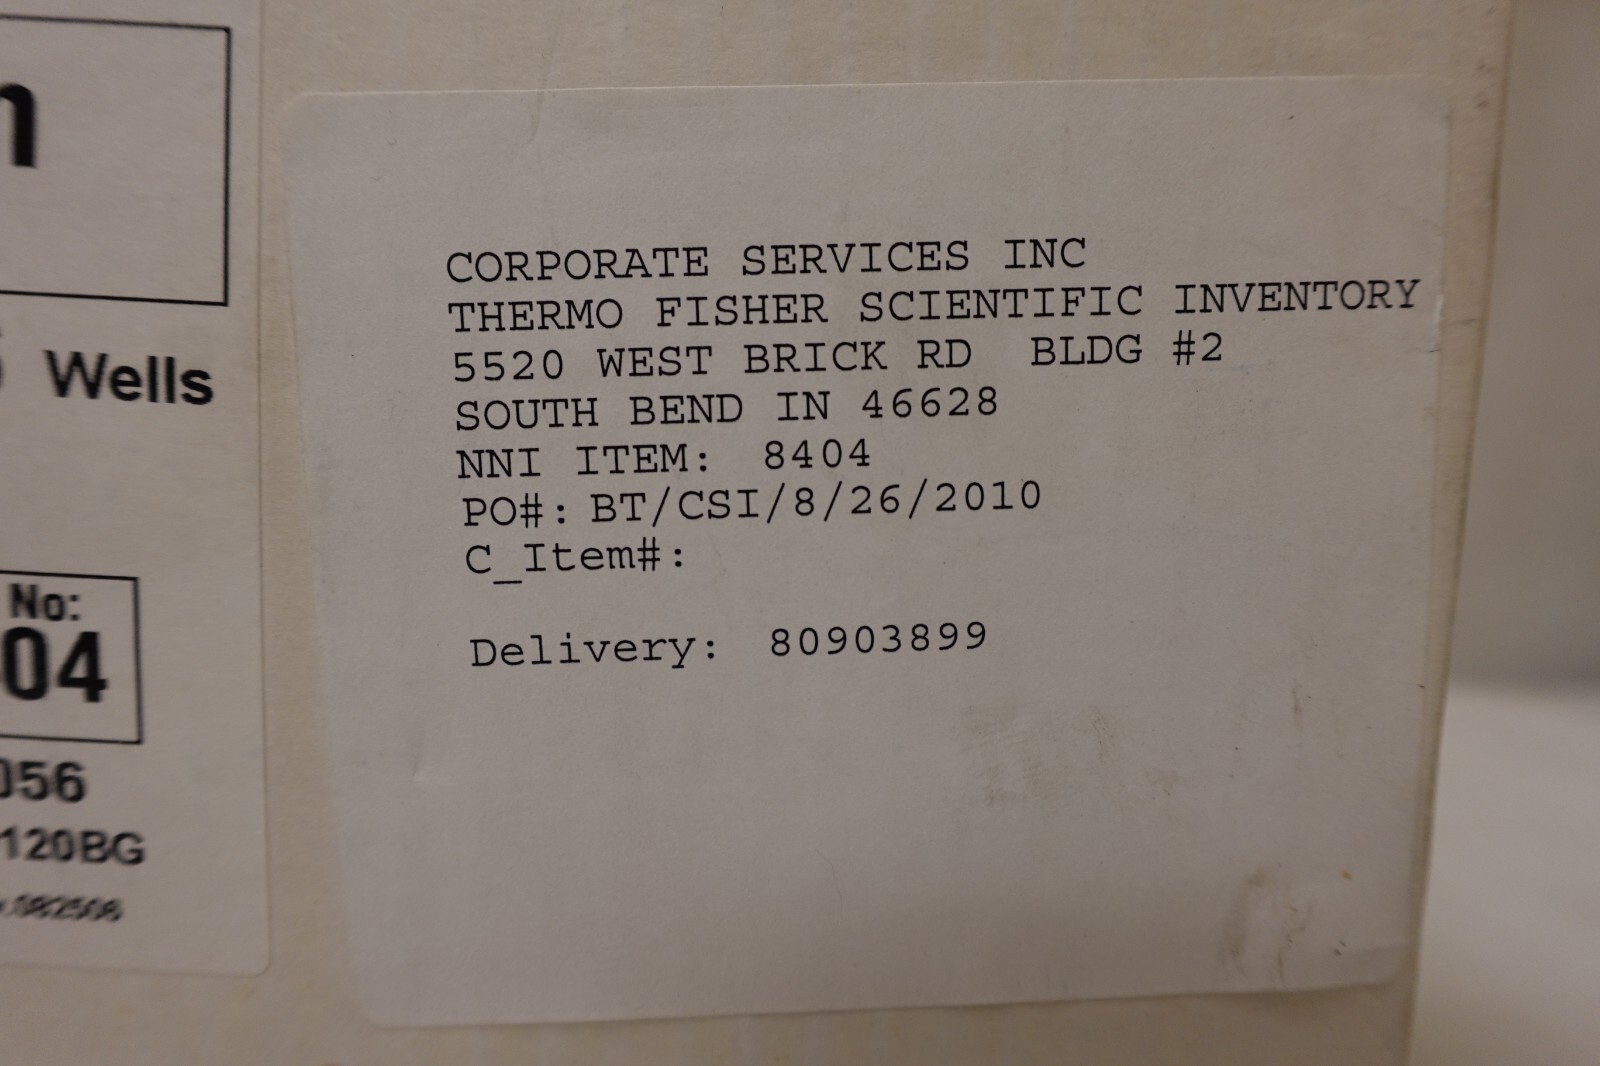 n
Wells
No:
04
056
120BG
CORPORATE SERVICES INC
THERMO FISHER SCIENTIFIC INVENTORY
5520 WEST BRICK RD BLDG #2
SOUTH BEND IN 46628
NNI ITEM: 8404
PO#: BT/CSI/8/26/2010
C_Item#:
Delivery: 80903899